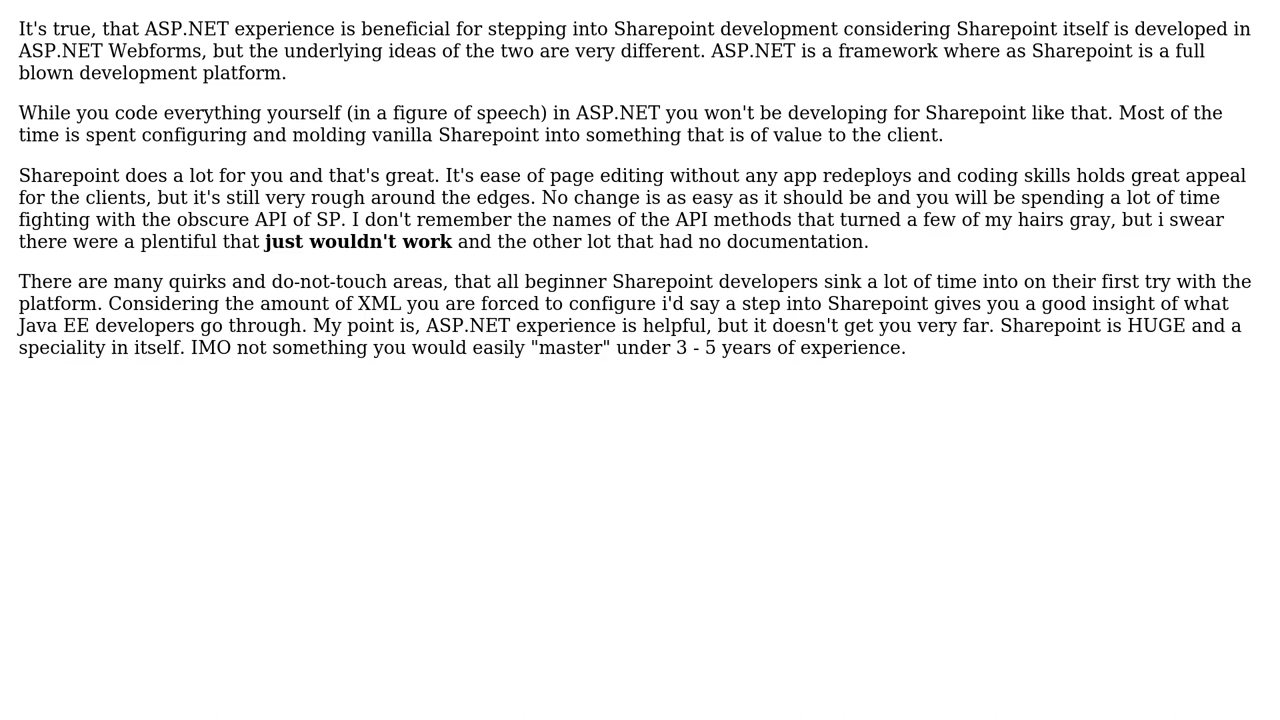 It's true, that ASP.NET experience is beneficial for stepping into Sharepoint development considering Sharepoint itself is developed in
ASP.NET Webforms, but the underlying ideas of the two are very different. ASP.NET is a framework where as Sharepoint is a full
blown development platform.
While you code everything yourself (in a figure of speech) in ASP.NET you won't be developing for Sharepoint like that. Most of the
time is spent configuring and molding vanilla Sharepoint into something that is of value to the client.
Sharepoint does a lot for you and that's great. It's ease of page editing without any app redeploys and coding skills holds great appeal
for the clients, but it's still very rough around the edges. No change is as easy as it should be and you will be spending a lot of time
fighting with the obscure API of SP. I don't remember the names of the API methods that turned a few of my hairs gray, but i swear
there were a plentiful that just wouldn't work and the other lot that had no documentation.
There are many quirks and do-not-touch areas, that all beginner Sharepoint developers sink a lot of time into on their first try with the
platform. Considering the amount of XML you are forced to configure i'd say a step into Sharepoint gives you a good insight of what
Java EE developers go through. My point is, ASP.NET experience is helpful, but it doesn't get you very far. Sharepoint is HUGE and a
speciality in itself. IMO not something you would easily "master" under 3 - 5 years of experience.